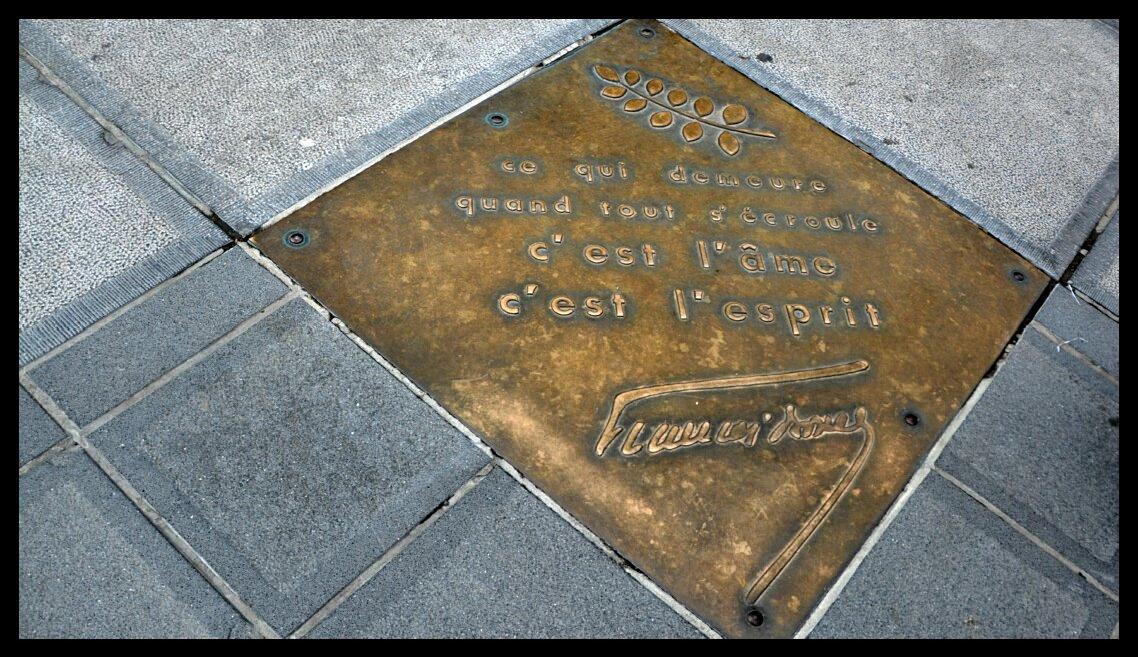 ce qui demeure
quand tout s'écroule
c'est l'âme
c'est l'esprit